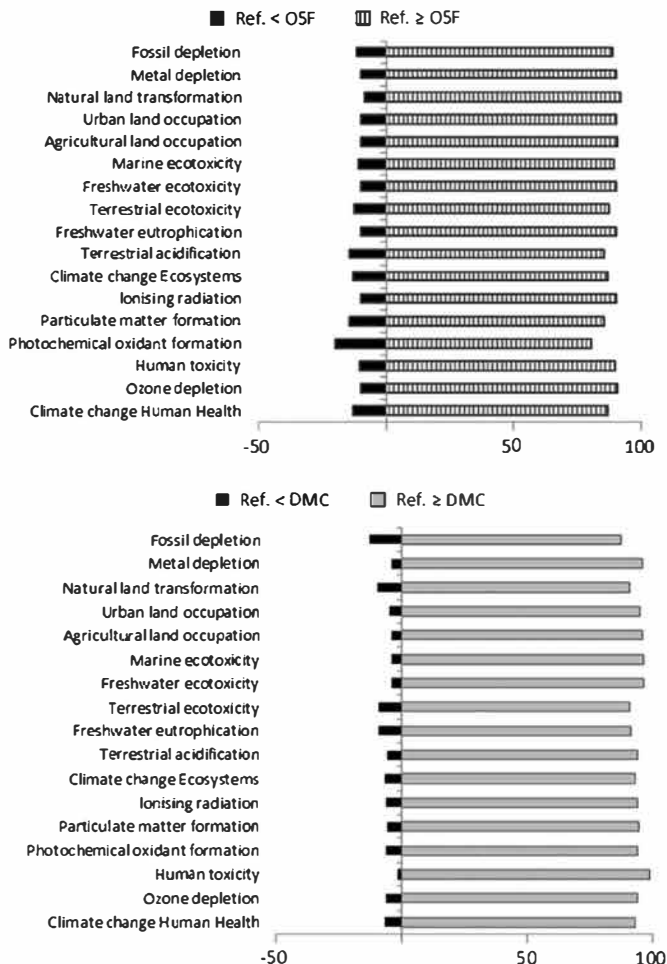 Ref. < OSF Ref. ≥ OSF
Fossil depletion
Metal depletion
Natural land transformation
Urban land occupation
Agricultural land occupation
Marine ecotoxicity
Freshwater ecotoxicity
Terrestrial ecotoxicity
Freshwater eutrophication
Terrestrial acidification
Climate change Ecosystems
Ionising radiation
Particulate matter formation
Photochemical oxidant formation
Human toxicity
Ozone depletion
Climate change Human Health
-50 50 100
Ref. < DMC Ref. ≥ DMC
Fossil depletion
Metal depletion
Natural land transformation
Urban land occupation
Agricultural land occupation
Marine ecotoxicity
Freshwater ecotoxicity
Terrestrial ecotoxicity
Freshwater eutrophication
Terrestrial acidification
Climate change Ecosystems
Ionising radiation
Particulate matter formation
Photochemical oxidant formation
Human toxicity
Ozone depletion
Climate change Human Health
-50 50 100